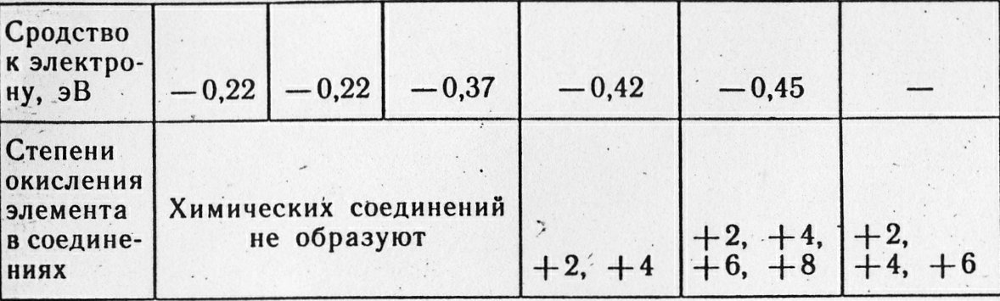 Сродство
к электро-
ну, эВ
—0,22 —0,22 —0,37 —0,42 —0,45 —
Степени
окисления
элемента
в соедине-
ниях
Химических соединений
не образуют
+2, +4
+2, +4,
+6, +8
+2,
+4, +6